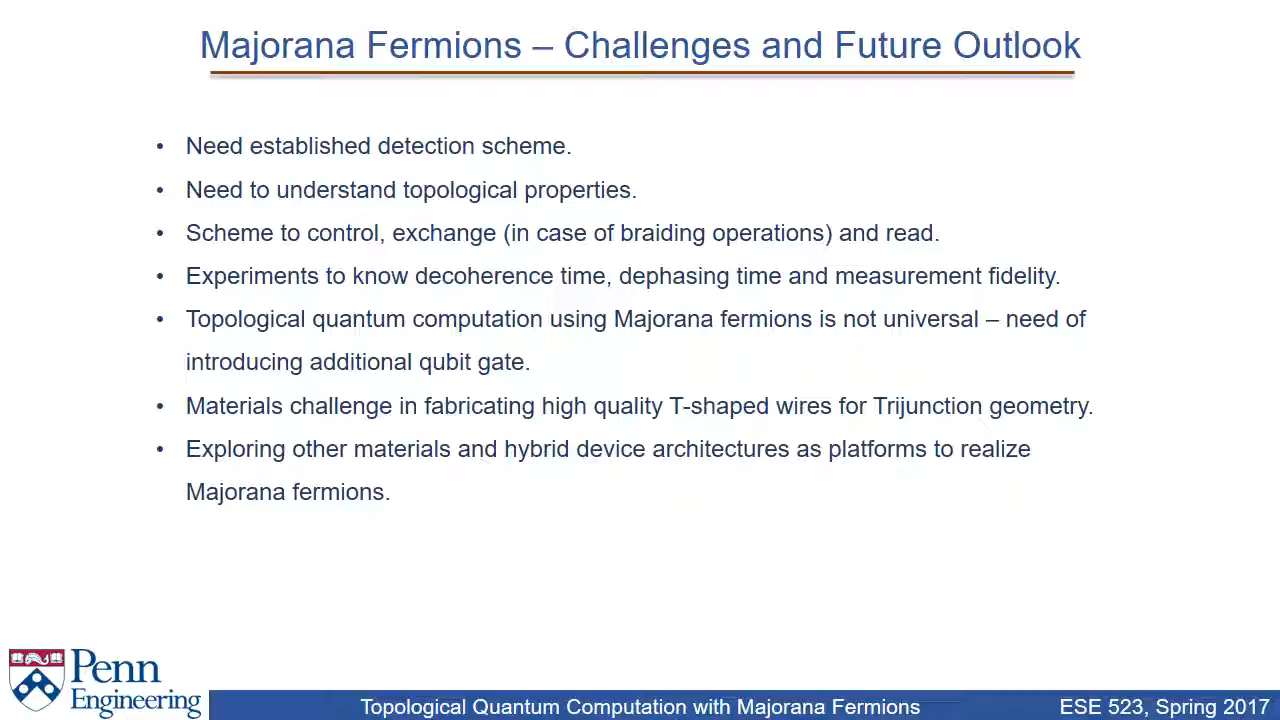 Majorana Fermions – Challenges and Future Outlook
• Need established detection scheme.
• Need to understand topological properties.
• Scheme to control, exchange (in case of braiding operations) and read.
• Experiments to know decoherence time, dephasing time and measurement fidelity.
• Topological quantum computation using Majorana fermions is not universal – need of
introducing additional qubit gate.
• Materials challenge in fabricating high quality T-shaped wires for Trijunction geometry.
• Exploring other materials and hybrid device architectures as platforms to realize
Majorana fermions.
Penn
Engineering
Topological Quantum Computation with Majorana Fermions
ESE 523, Spring 2017